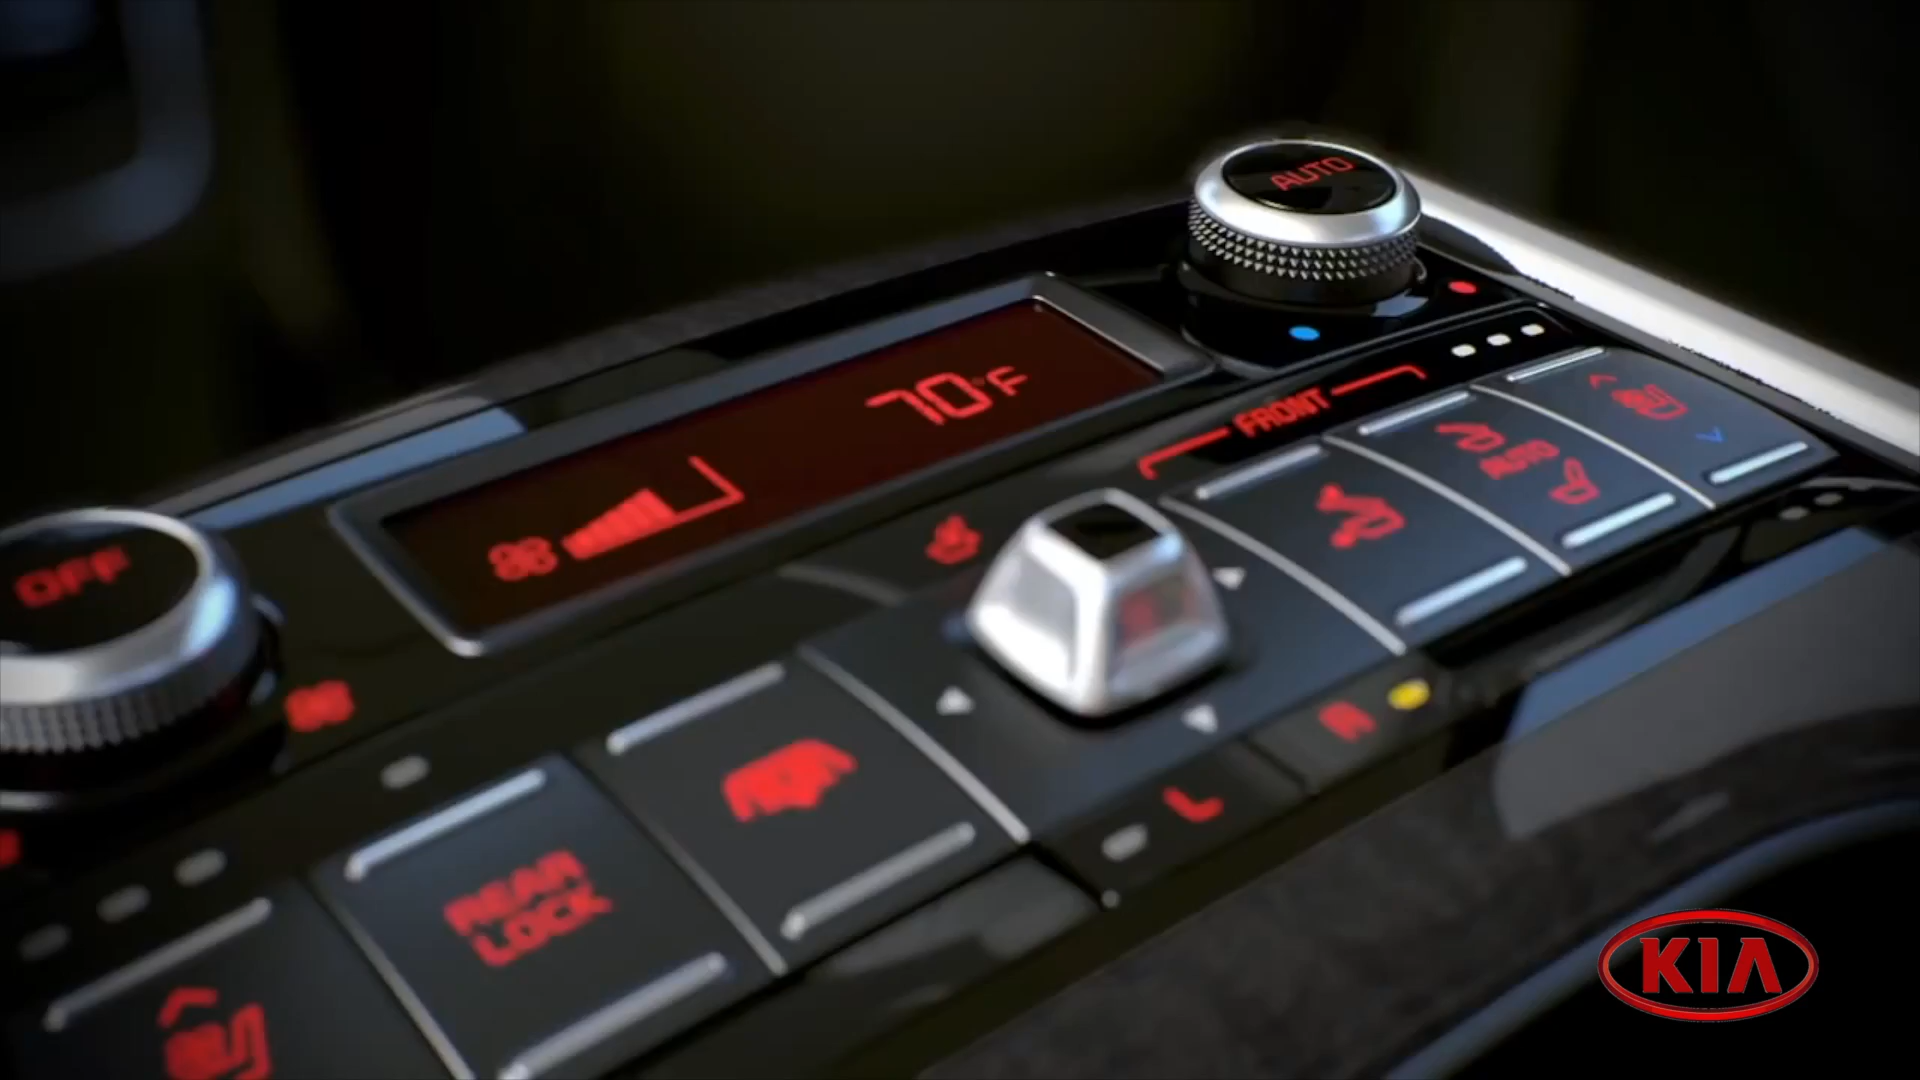 AUTO
70°F
FRONT
AUTO
OFF
R
L
REAR
LOCK
KIA